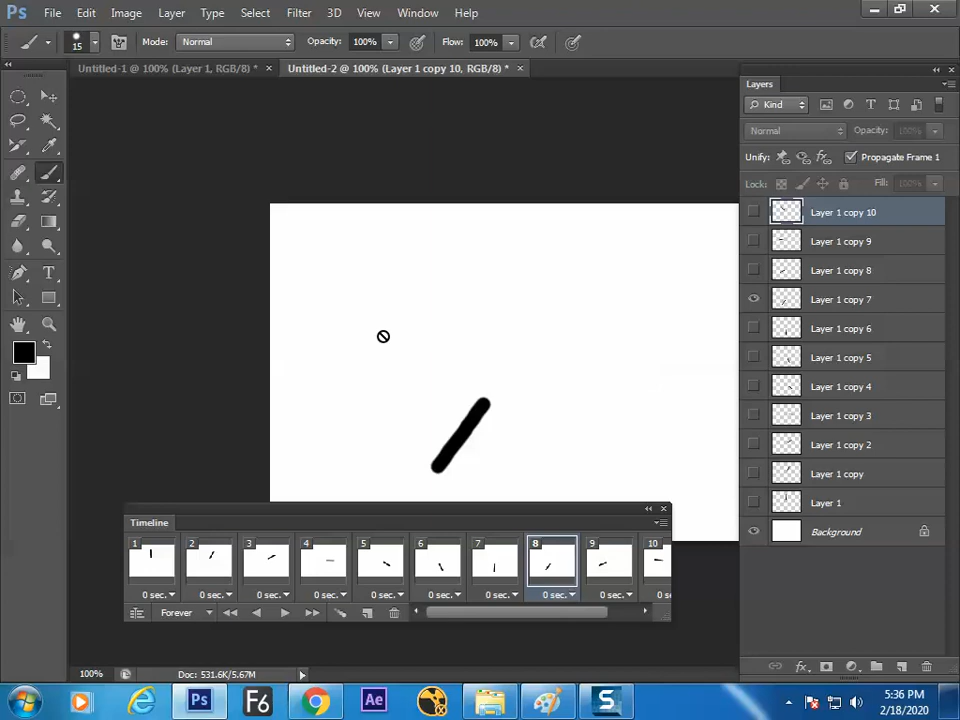 Ps File Edit Image Layer Type Select Filter 3D View Window Help
15 Mode: Normal Opacity: 100% Flow: 100%
Untitled-1 @ 100% (Layer 1, RGB/8) * × Untitled-2 @ 100% (Layer 1 copy 10, RGB/8) * ×
Layers
Kind
Normal Opacity: 100%
Unify: Propagate Frame 1
Lock: Fill: 100%
Layer 1 copy 10
Layer 1 copy 9
Layer 1 copy 8
Layer 1 copy 7
Layer 1 copy 6
Layer 1 copy 5
Layer 1 copy 4
Layer 1 copy 3
Layer 1 copy 2
Layer 1 copy
Layer 1
Background
Timeline
1 2 3 4 5 6 7 8 9 10
0 sec. 0 sec. 0 sec. 0 sec. 0 sec. 0 sec. 0 sec. 0 sec. 0 sec. 0 se
Forever
100% Doc: 531.6K/5.67M
Ps F6 Ae S
5:36 PM
2/18/2020